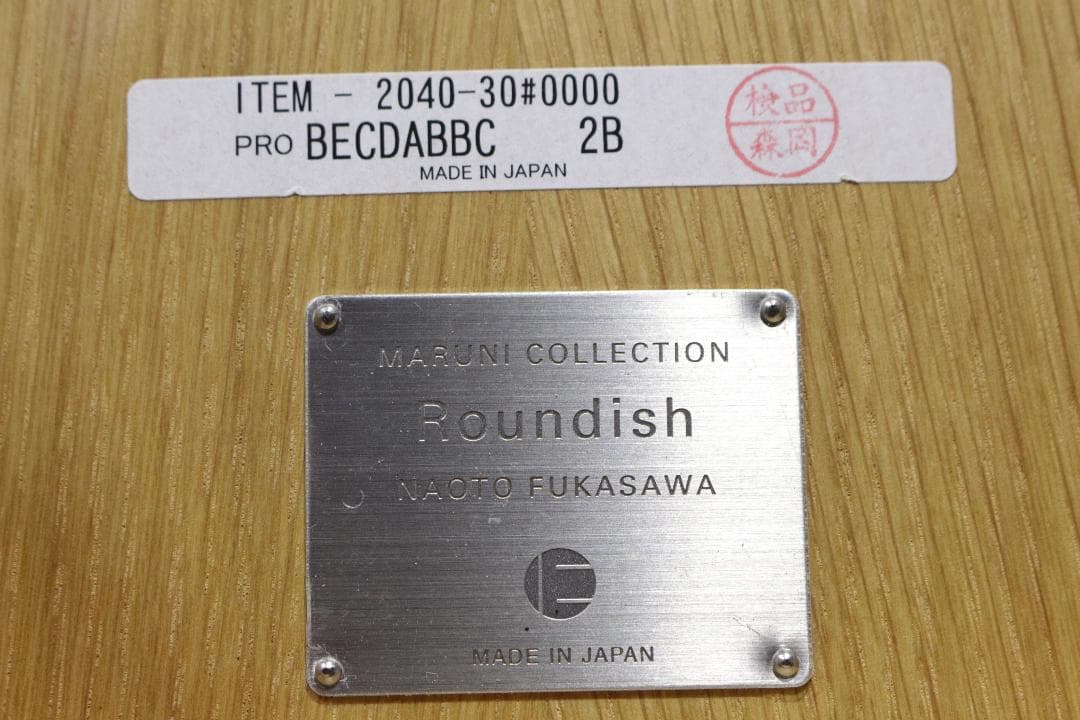 ITEM - 2040-30#0000
PRO BECDABBC 2B
MADE IN JAPAN
検品
森岡
MARUNI COLLECTION
Roundish
NAOTO FUKASAWA
MADE IN JAPAN